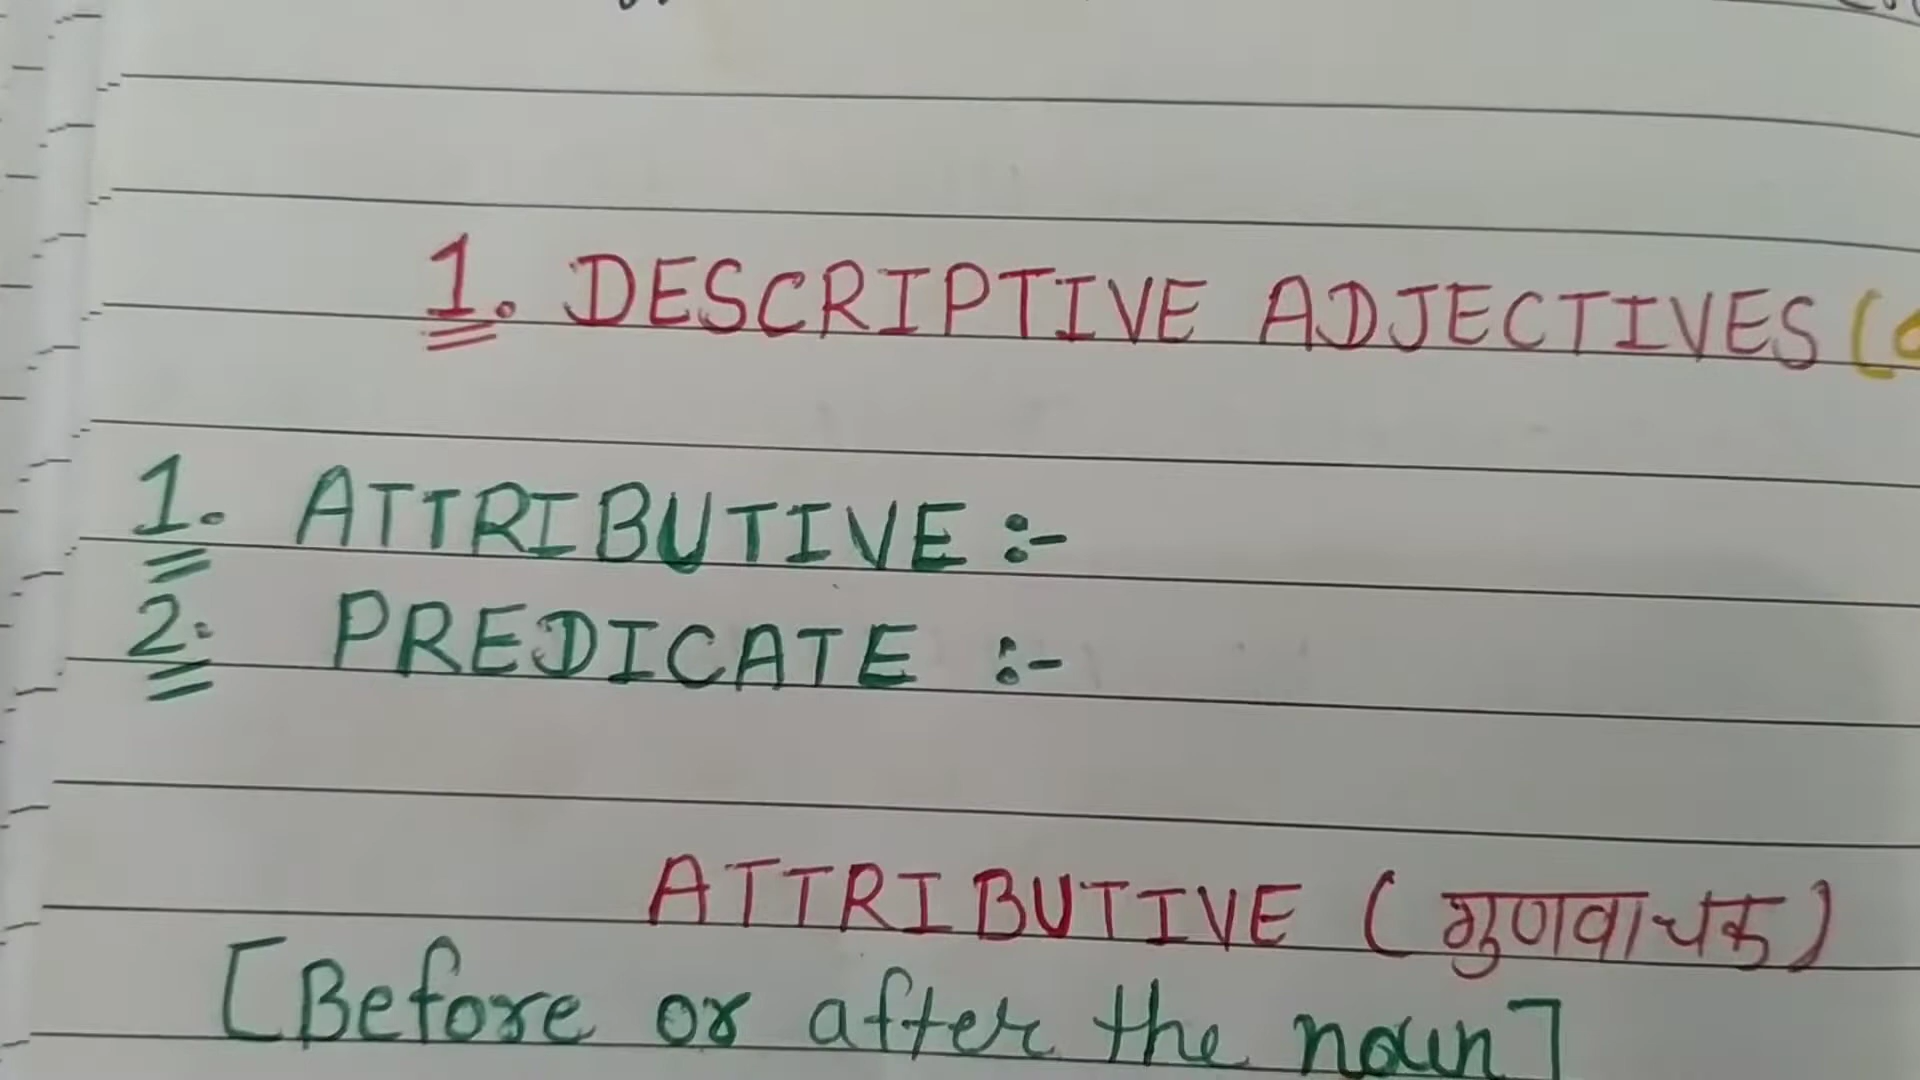 1. DESCRIPTIVE ADJECTIVES (
1. ATTRIBUTIVE :-
2. PREDICATE :-
ATTRIBUTIVE (गुणवाचक)
[Before or after the noun]